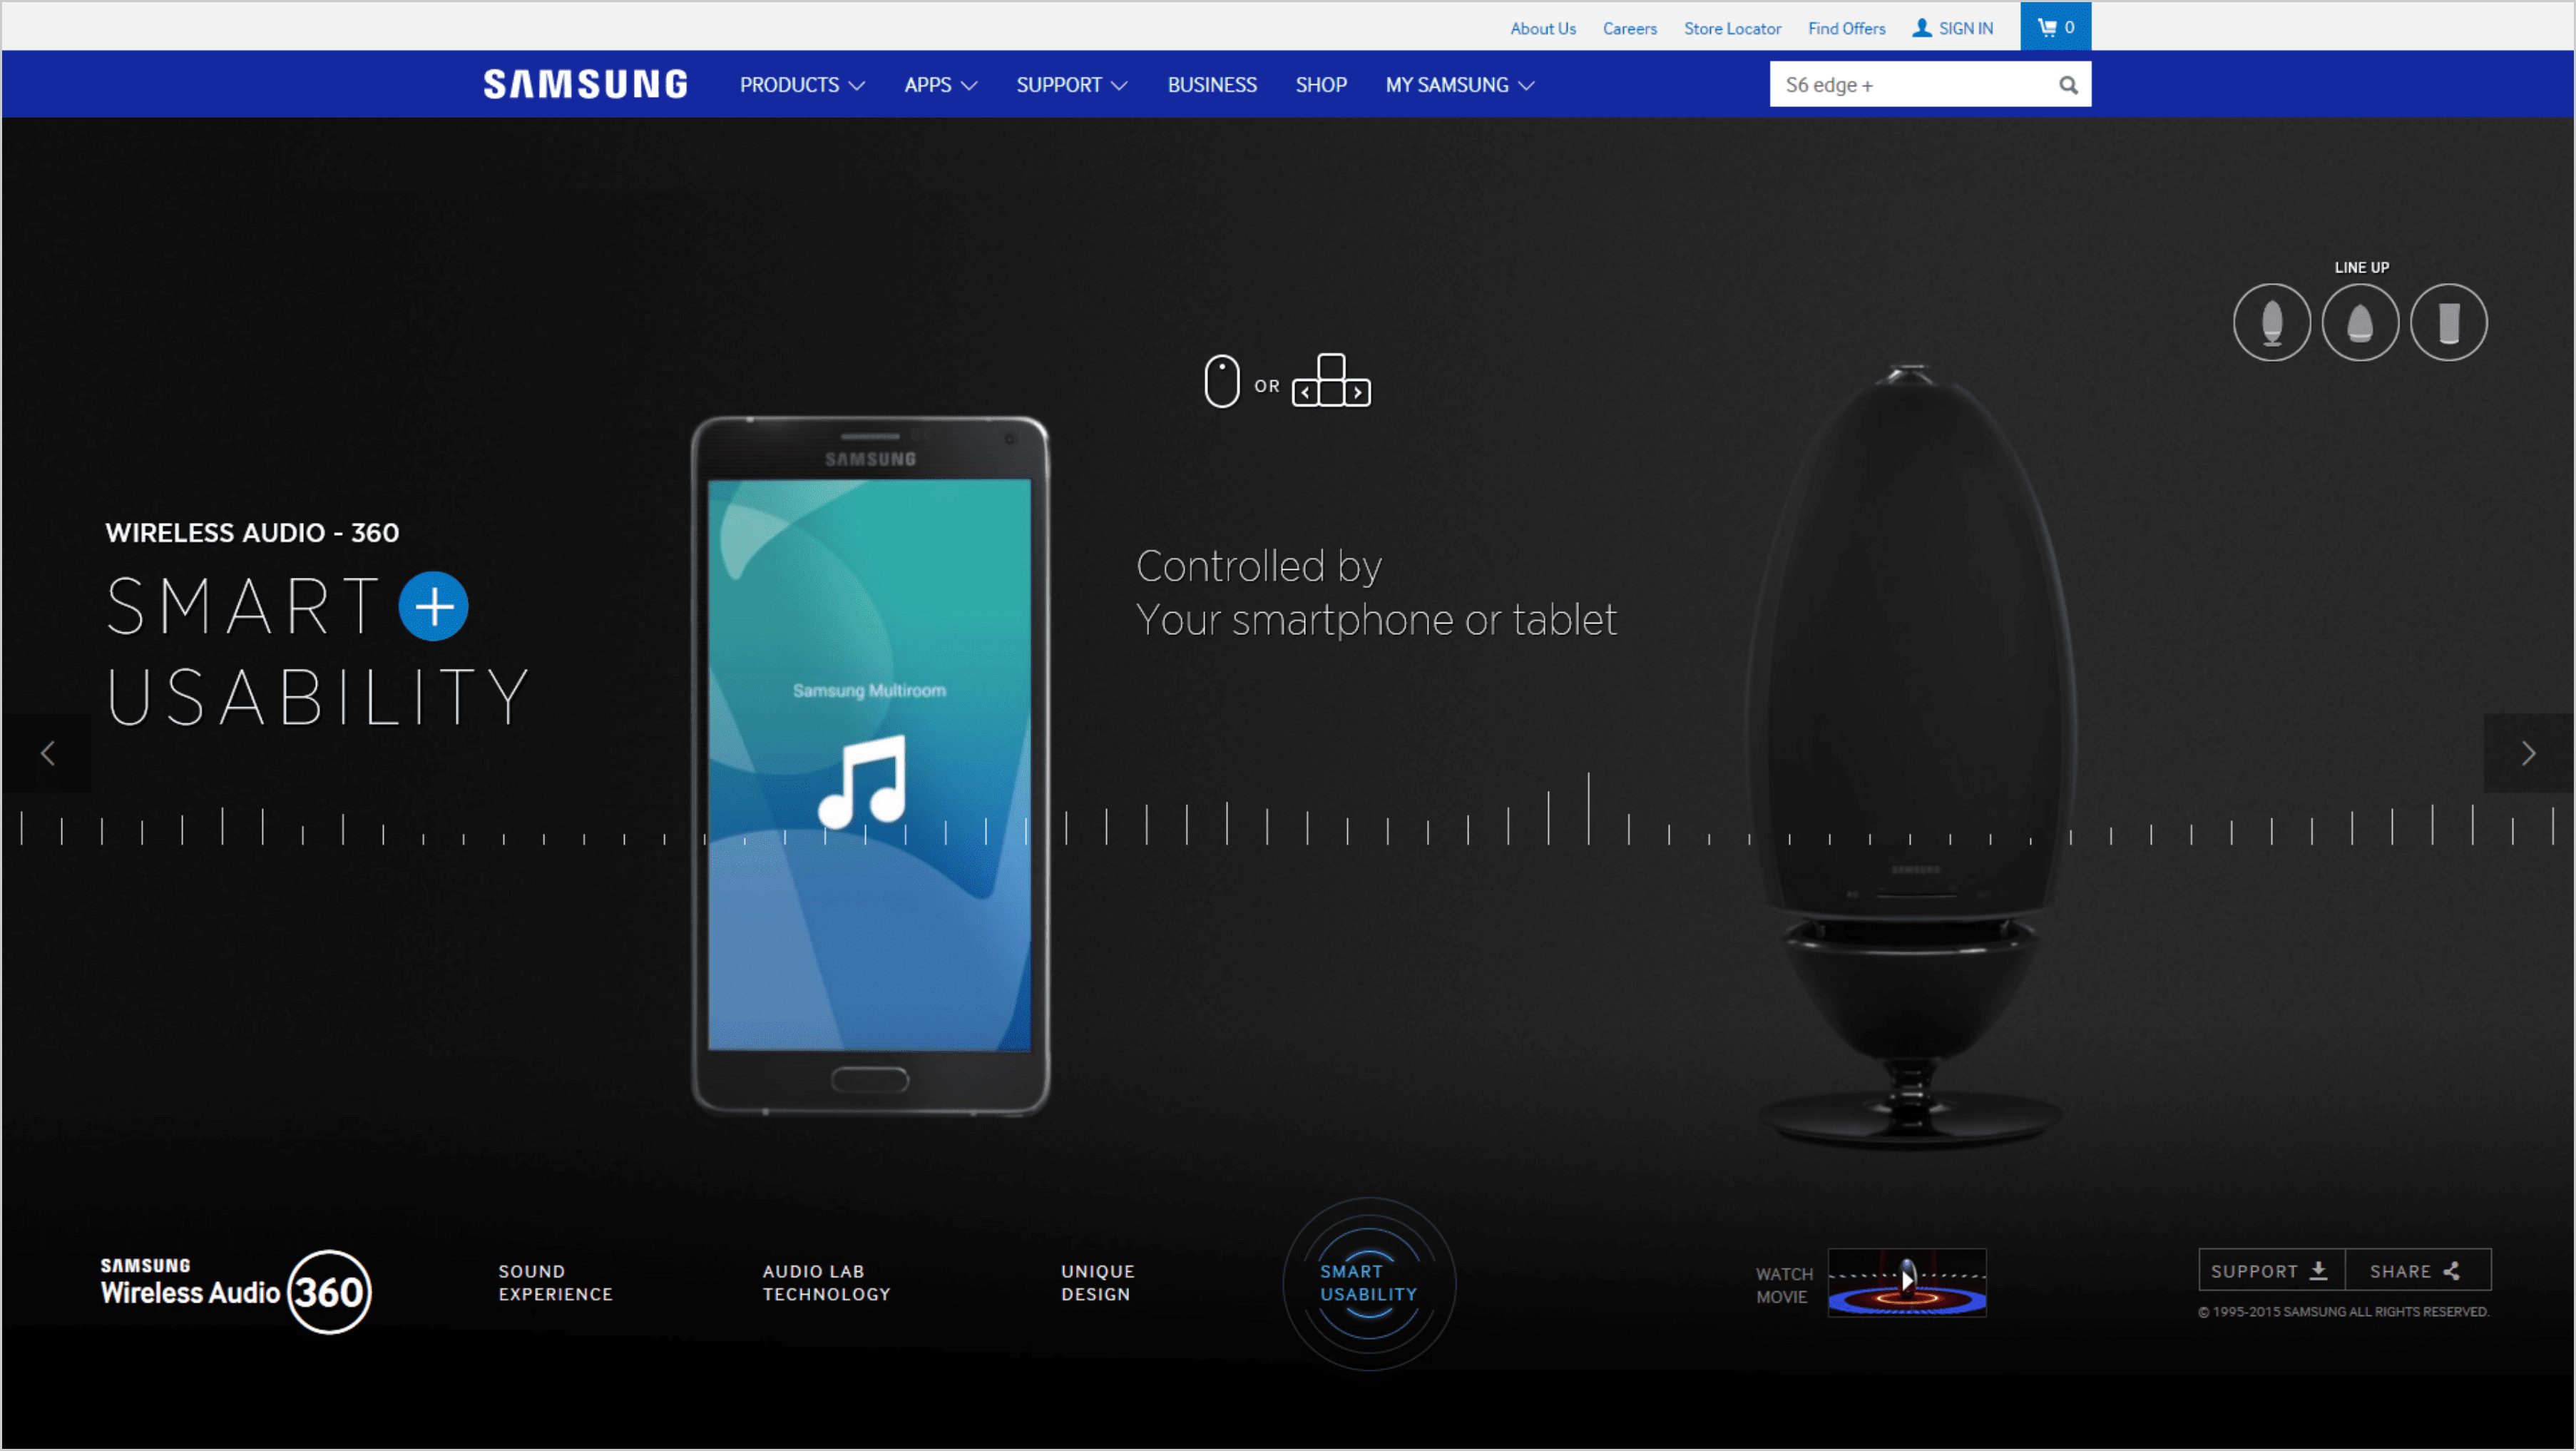 About Us Careers Store Locator Find Offers SIGN IN 0
SAMSUNG PRODUCTS APPS SUPPORT BUSINESS SHOP MY SAMSUNG S6 edge +
LINE UP
OR
SAMSUNG
WIRELESS AUDIO - 360
SMART +
USABILITY
Controlled by
Your smartphone or tablet
Samsung Multiroom
SAMSUNG
SAMSUNG
Wireless Audio 360
SOUND
EXPERIENCE
AUDIO LAB
TECHNOLOGY
UNIQUE
DESIGN
SMART
USABILITY
WATCH
MOVIE
SUPPORT SHARE
© 1995-2015 SAMSUNG ALL RIGHTS RESERVED.